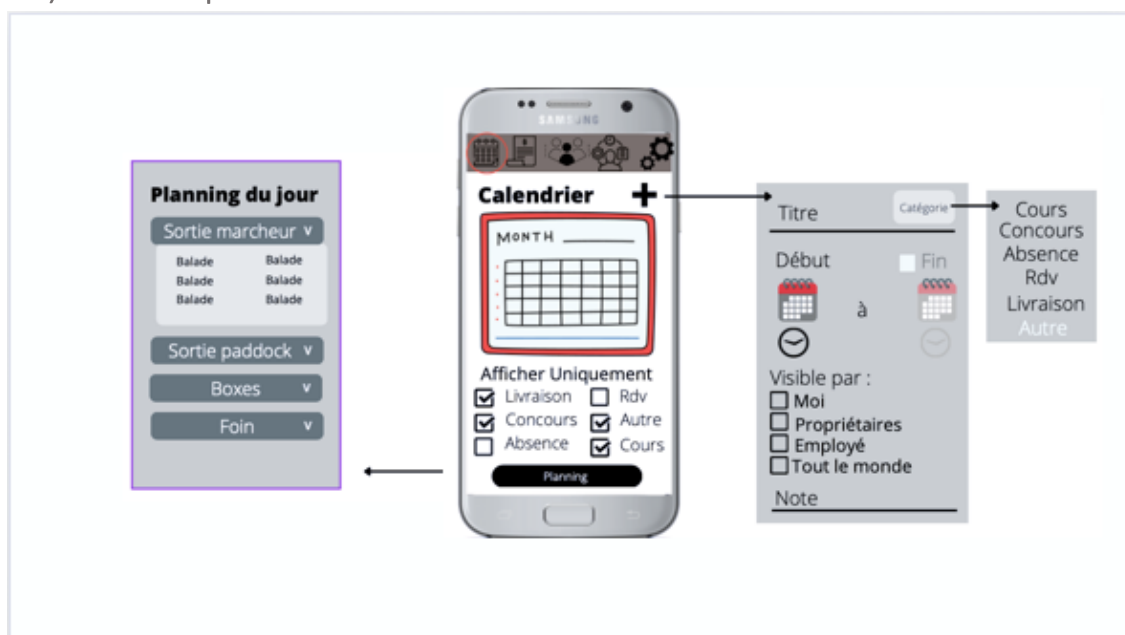 SAMSUNG
Planning du jour
Sortie marcheur v
Balade Balade
Balade Balade
Balade Balade
Sortie paddock v
Boxes v
Foin v
Calendrier +
MONTH
Afficher Uniquement
Livraison Rdv
Concours Autre
Absence Cours
Planning
Titre Catégorie
Début Fin
à
Visible par :
Moi
Propriétaires
Employé
Tout le monde
Note
Cours
Concours
Absence
Rdv
Livraison
Autre